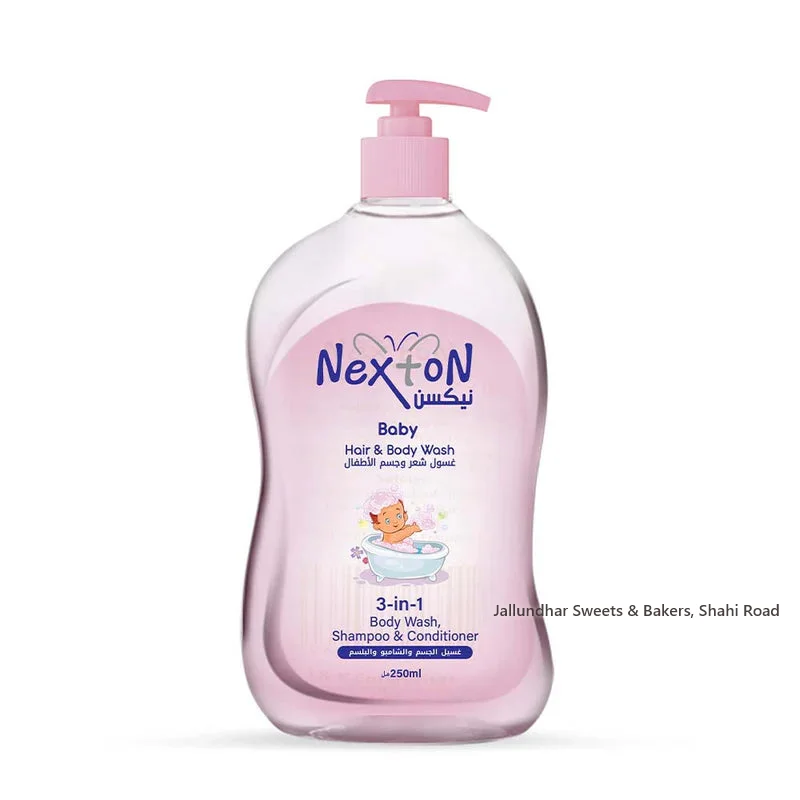 NextoN
نيكسن
Baby
Hair & Body Wash
غسول شعر وجسم الأطفال
3-in-1
Body Wash,
Shampoo & Conditioner
غسيل الجسم والشامبو والبلسم
250ml مل
Jallundhar Sweets & Bakers, Shahi Road